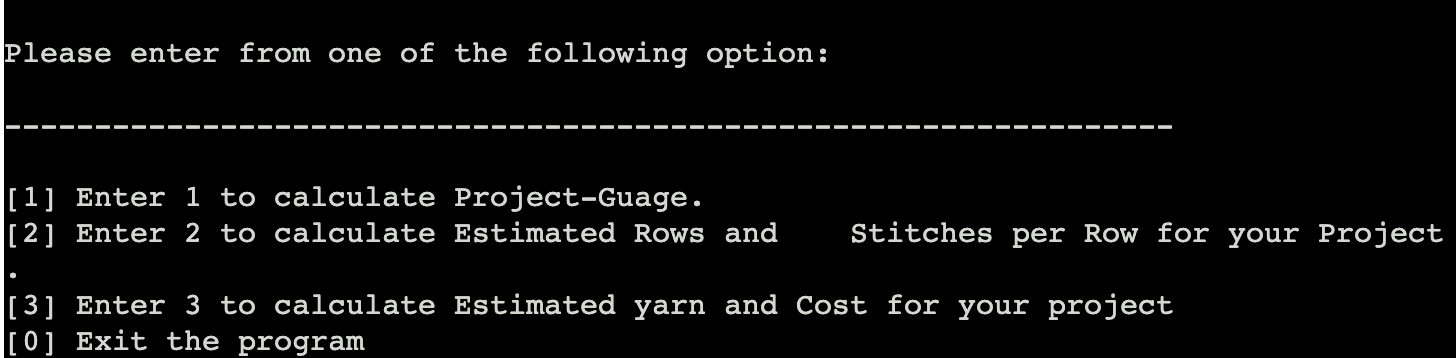 Please enter from one of the following option:
-----------------------------------------------------------------
[1] Enter 1 to calculate Project-Guage.
[2] Enter 2 to calculate Estimated Rows and    Stitches per Row for your Project
.
[3] Enter 3 to calculate Estimated yarn and Cost for your project
[0] Exit the program